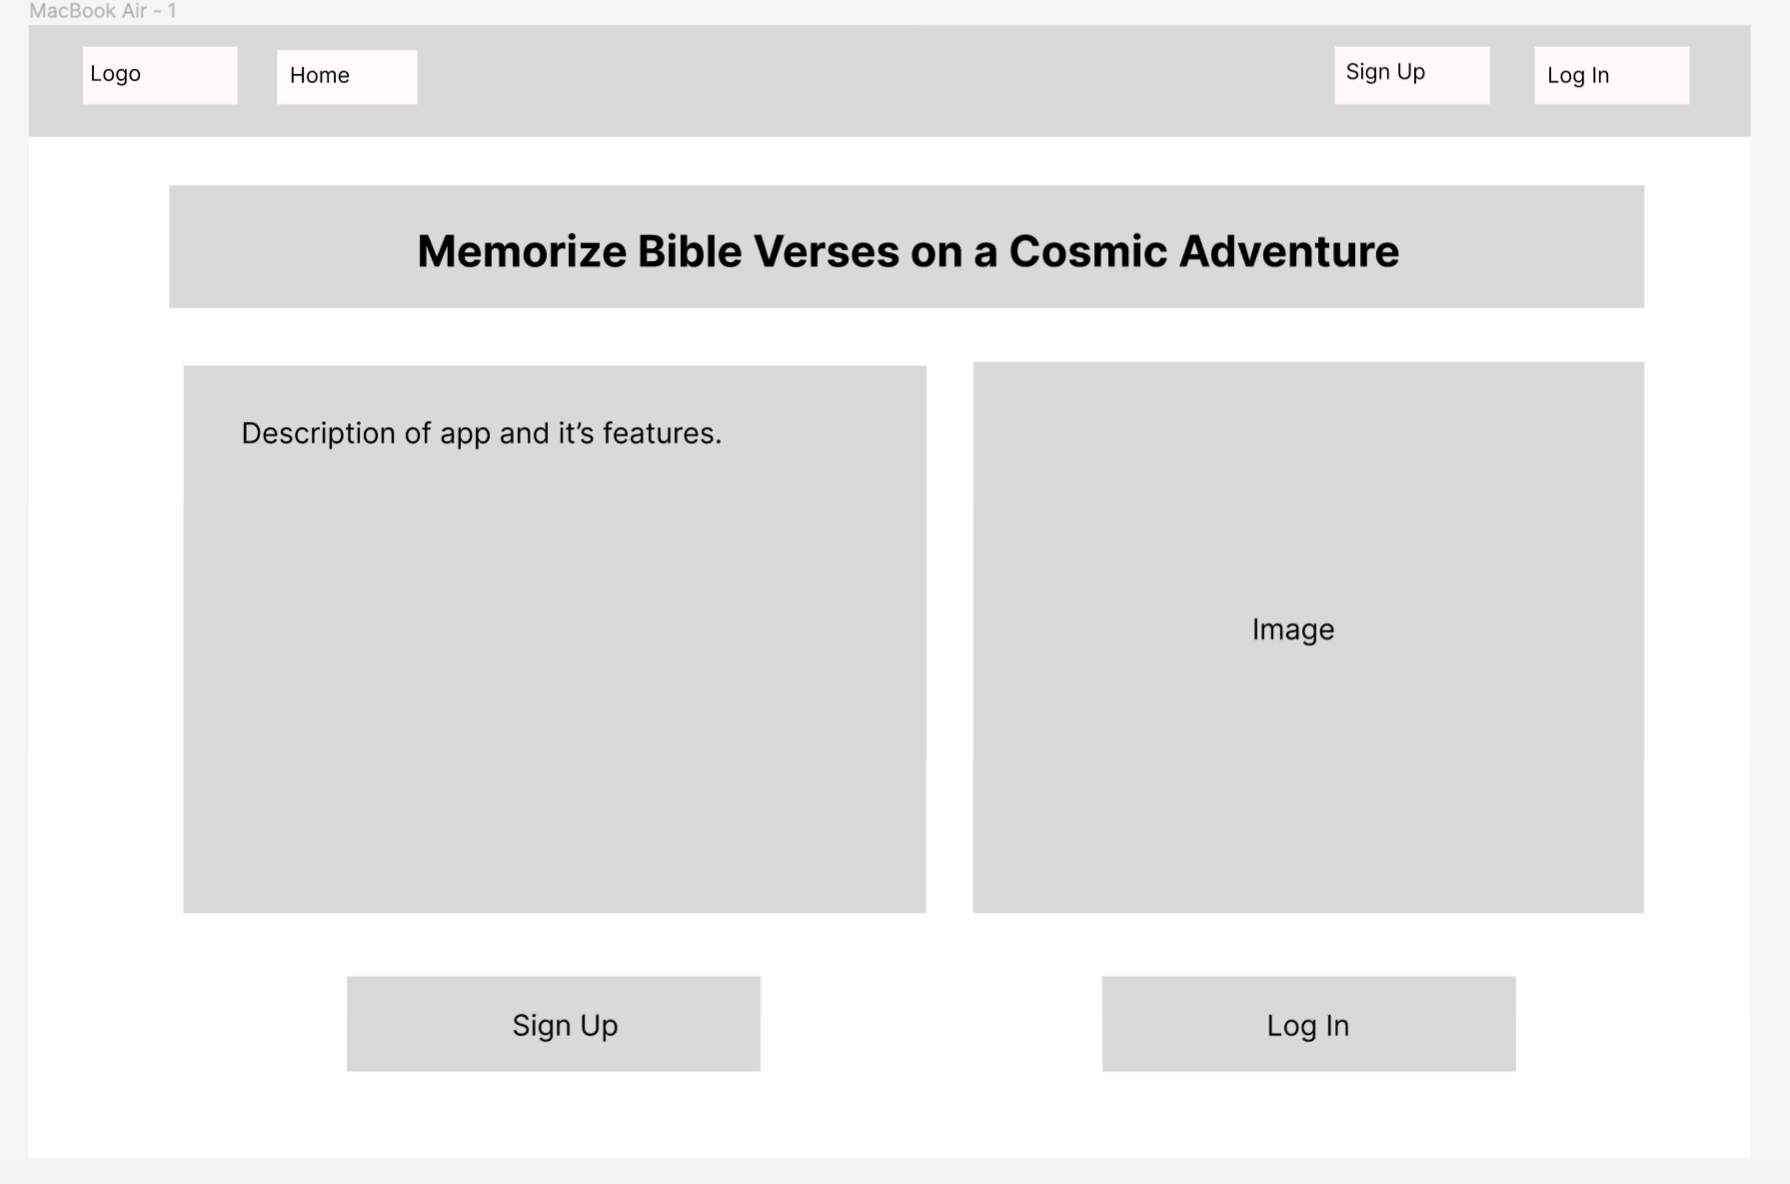 MacBook Air - 1
Logo
Home
Sign Up
Log In
Memorize Bible Verses on a Cosmic Adventure
Description of app and it’s features.
Image
Sign Up
Log In